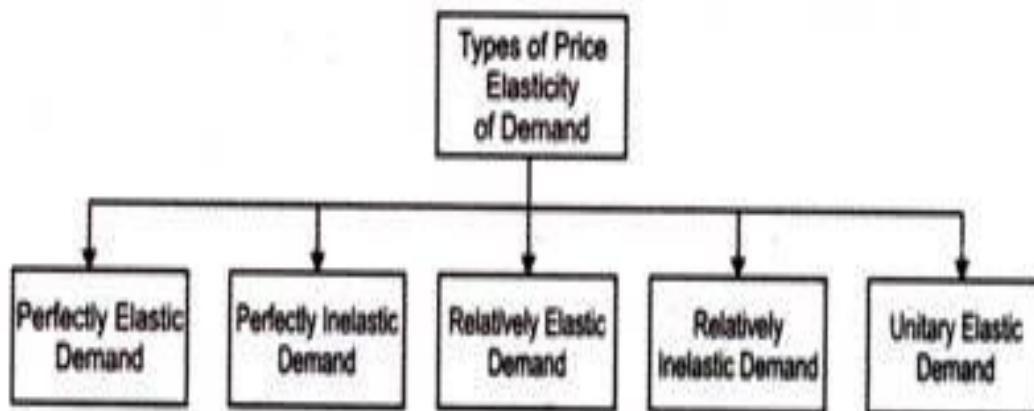 Types of Price
Elasticity
of Demand
Perfectly Elastic
Demand
Perfectly Inelastic
Demand
Relatively Elastic
Demand
Relatively
Inelastic Demand
Unitary Elastic
Demand